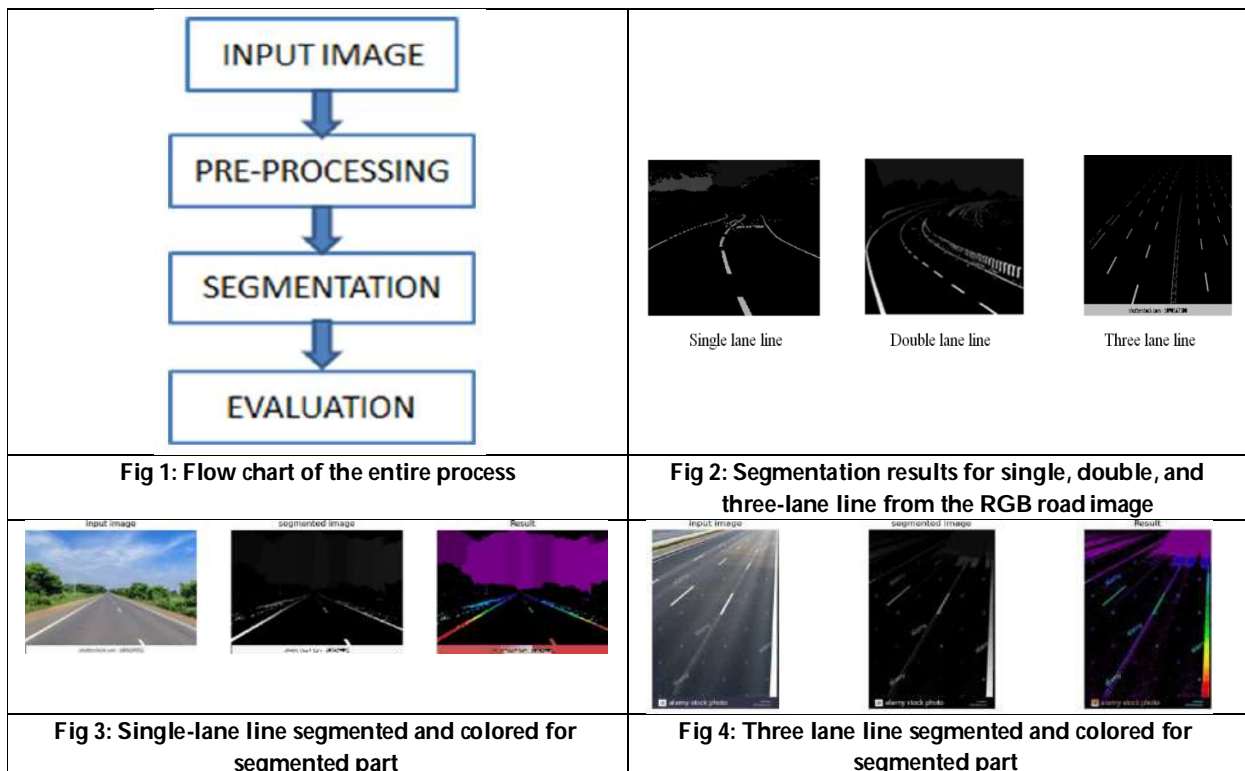 INPUT IMAGE
PRE-PROCESSING
SEGMENTATION
EVALUATION
Single lane line
Double lane line
Three lane line
Fig 1: Flow chart of the entire process
Fig 2: Segmentation results for single, double, and
three-lane line from the RGB road image
input image
segmented image
Result
input image
segmented image
Result
alamy stock photo
alamy stock photo
alamy stock photo
Fig 3: Single-lane line segmented and colored for
segmented part
Fig 4: Three lane line segmented and colored for
segmented part